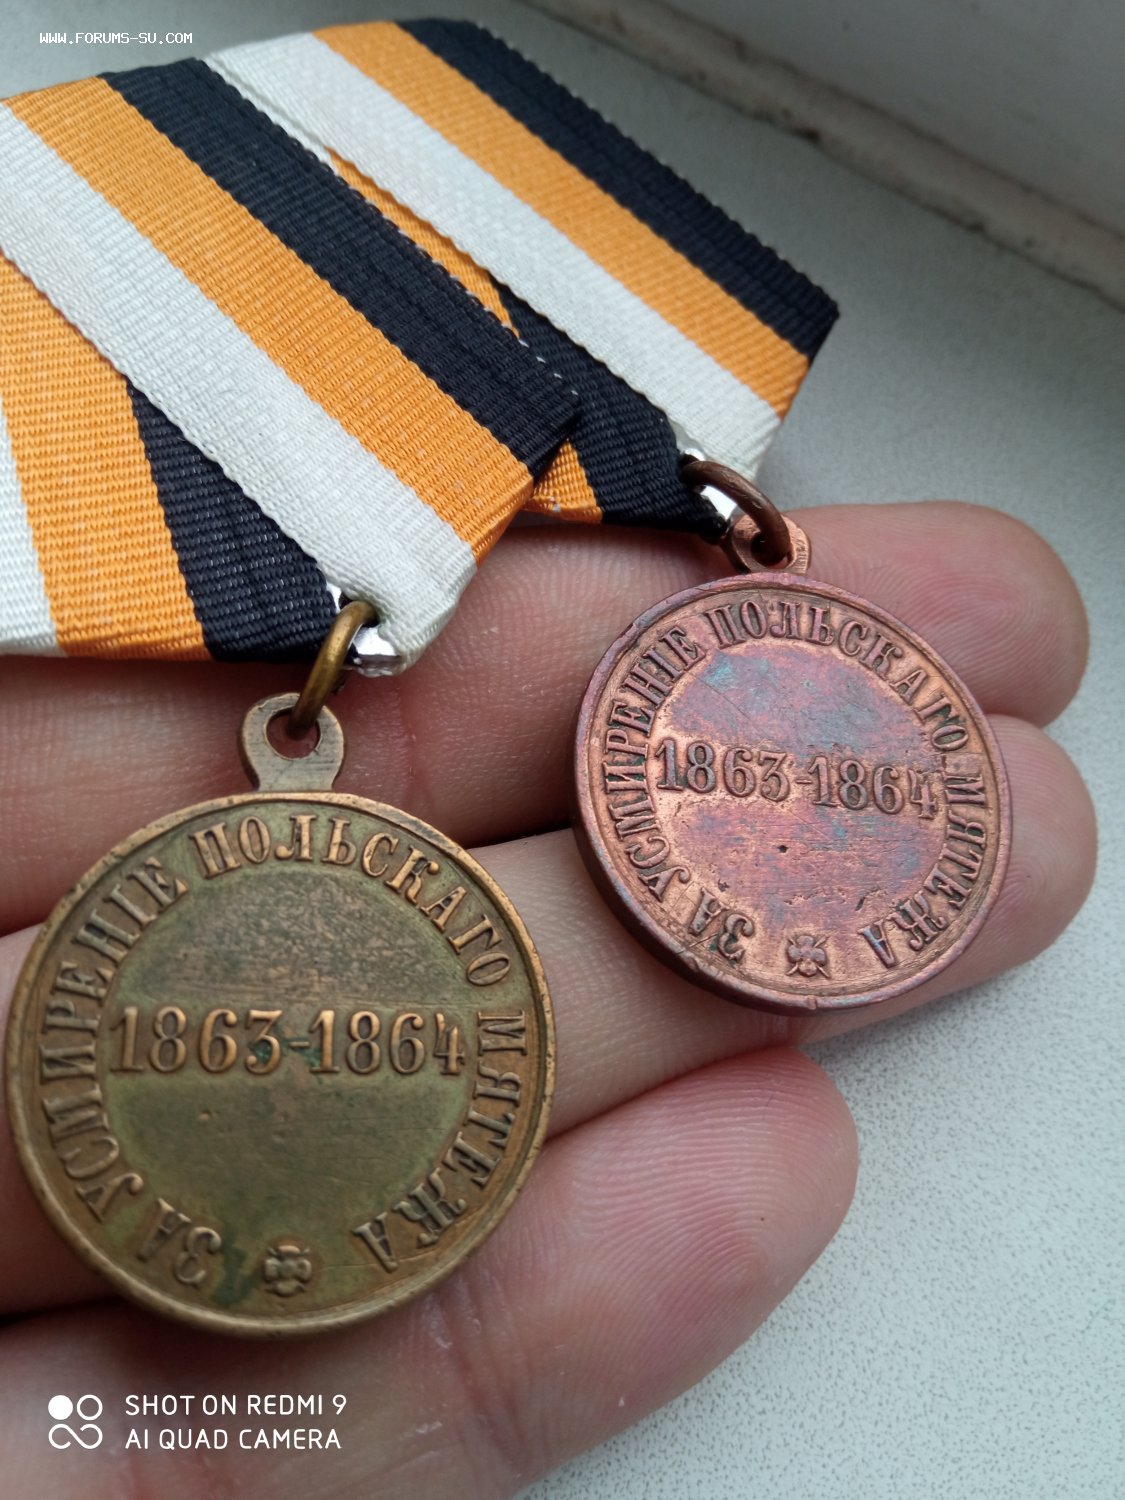 WWW.FORUMS-SU.COM
ЗА УСМИРЕНІЕ ПОЛЬСКАГО МЯТЕЖА
1863-1864
ЗА УСМИРЕНІЕ ПОЛЬСКАГО МЯТЕЖА
1863-1864
SHOT ON REDMI 9
AI QUAD CAMERA